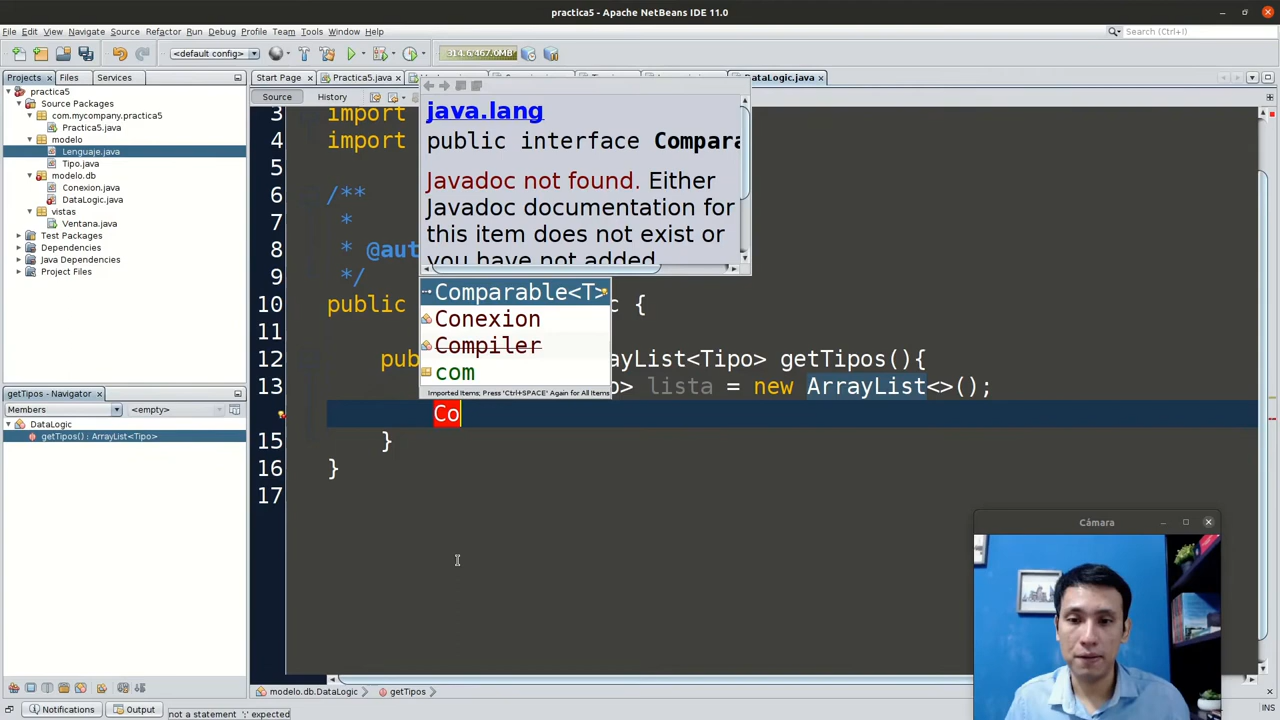 practica5 - Apache NetBeans IDE 11.0
File Edit View Navigate Source Refactor Run Debug Profile Team Tools Window Help
Search (Ctrl+I)
<default config>
314.6/467.0MB
Projects
Files
Services
Start Page
Practica5.java
DataLogic.java
practica5
Source Packages
com.mycompany.practica5
Practica5.java
modelo
Lenguaje.java
Tipo.java
modelo.db
Conexion.java
DataLogic.java
vistas
Ventana.java
Test Packages
Dependencies
Java Dependencies
Project Files
getTipos - Navigator
Members
<empty>
DataLogic
getTipos() : ArrayList<Tipo>
Source
History
3 import
4 import
5
6 /**
7 *
8 * @aut
9 */
10 public c {
11
12 pub ayList<Tipo> getTipos(){
13 > lista = new ArrayList<>();
Co
15 }
16 }
17
java.lang
public interface Compara
Javadoc not found. Either
Javadoc documentation for
this item does not exist or
you have not added
Comparable<T>
Conexion
Compiler
com
Imported Items; Press 'Ctrl+SPACE' Again for All Items
Cámara
modelo.db.DataLogic
getTipos
Notifications
Output
not a statement ';' expected
INS